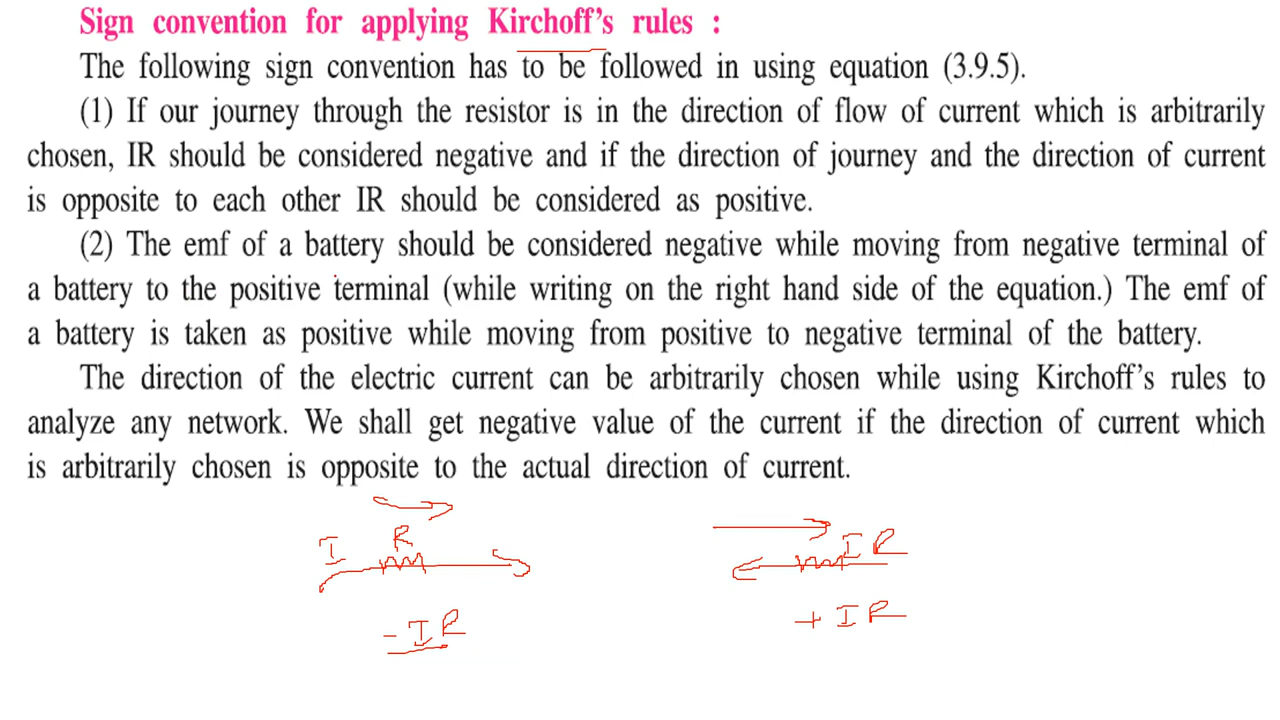 Sign convention for applying Kirchoff's rules :
The following sign convention has to be followed in using equation (3.9.5).
(1) If our journey through the resistor is in the direction of flow of current which is arbitrarily
chosen, IR should be considered negative and if the direction of journey and the direction of current
is opposite to each other IR should be considered as positive.
(2) The emf of a battery should be considered negative while moving from negative terminal of
a battery to the positive terminal (while writing on the right hand side of the equation.) The emf of
a battery is taken as positive while moving from positive to negative terminal of the battery.
The direction of the electric current can be arbitrarily chosen while using Kirchoff's rules to
analyze any network. We shall get negative value of the current if the direction of current which
is arbitrarily chosen is opposite to the actual direction of current.
I R
IR
- IR
+ IR